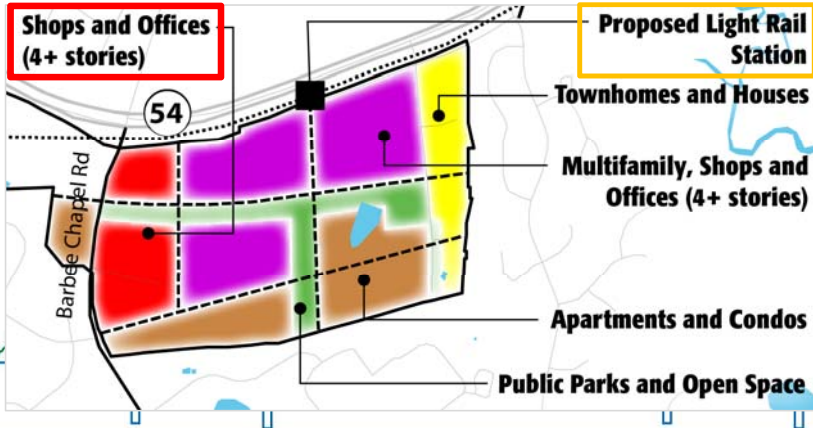 Shops and Offices
(4+ stories)
Proposed Light Rail
Station
54
Townhomes and Houses
Multifamily, Shops and
Offices (4+ stories)
Barbee Chapel Rd
Apartments and Condos
Public Parks and Open Space